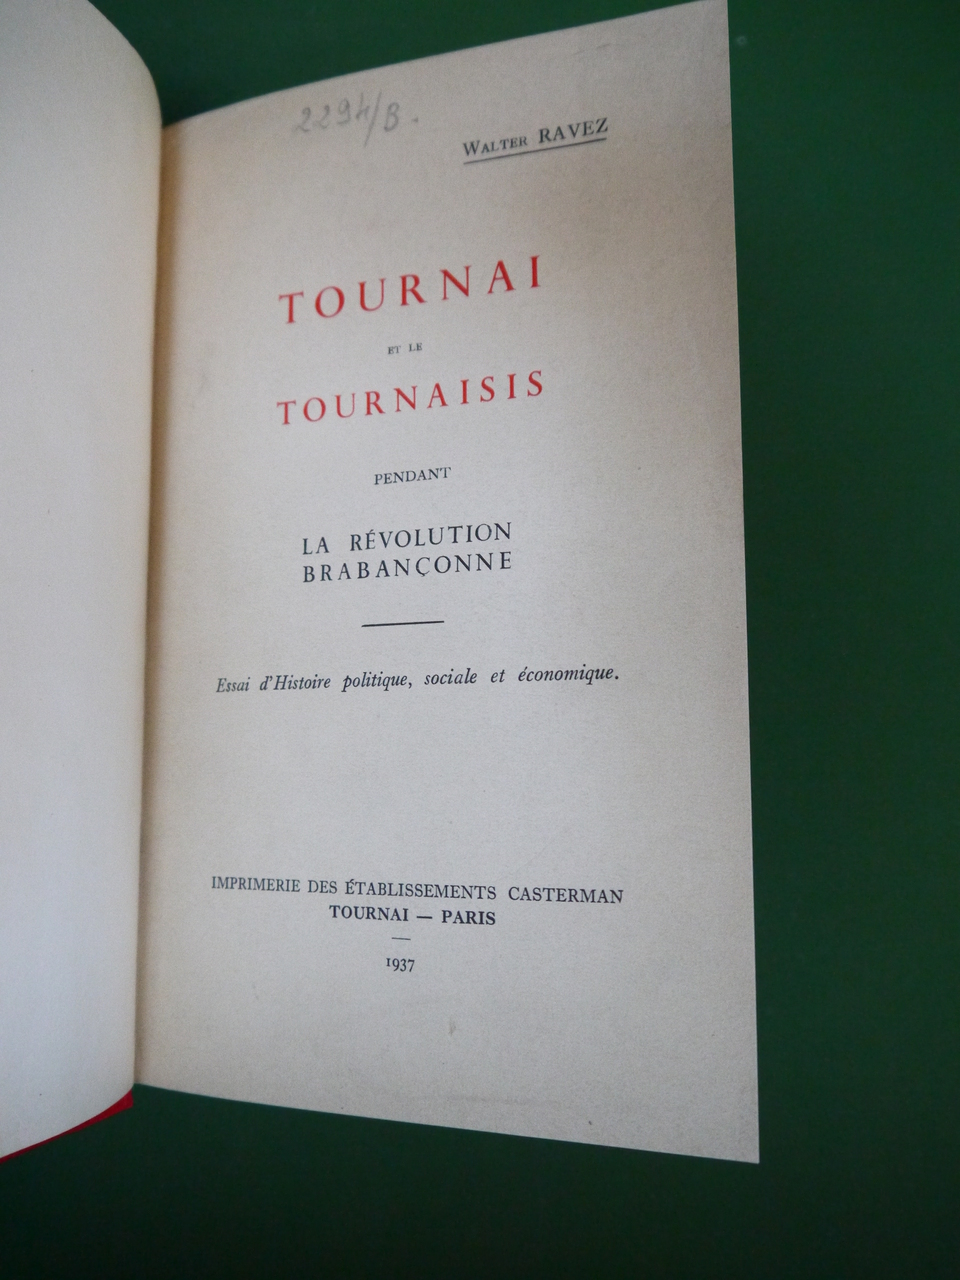 2294/B.
WALTER RAVEZ
TOURNAI
ET LE
TOURNAISIS
PENDANT
LA RÉVOLUTION
BRABANÇONNE
Essai d'Histoire politique, sociale et économique.
IMPRIMERIE DES ÉTABLISSEMENTS CASTERMAN
TOURNAI — PARIS
1937